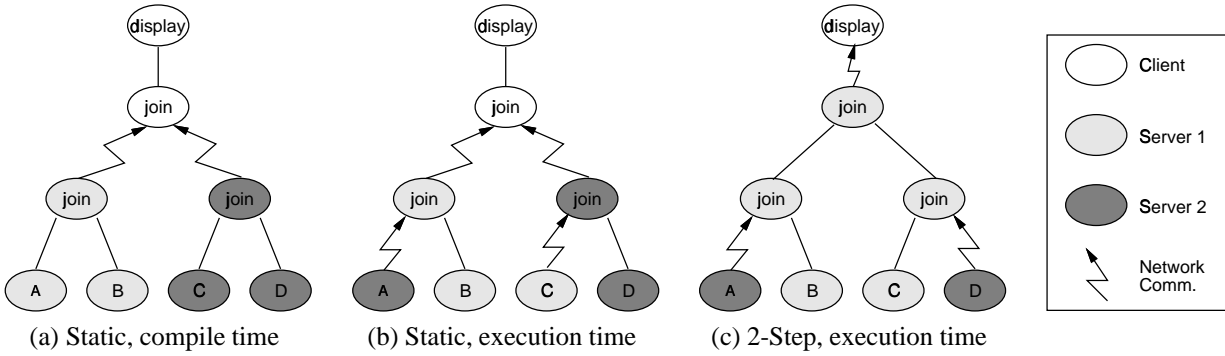 display
display
display
join
join
join
join
join
join
join
join
join
A
B
C
D
A
B
C
D
A
B
C
D
(a) Static, compile time
(b) Static, execution time
(c) 2-Step, execution time
Client
Server 1
Server 2
Network
Comm.